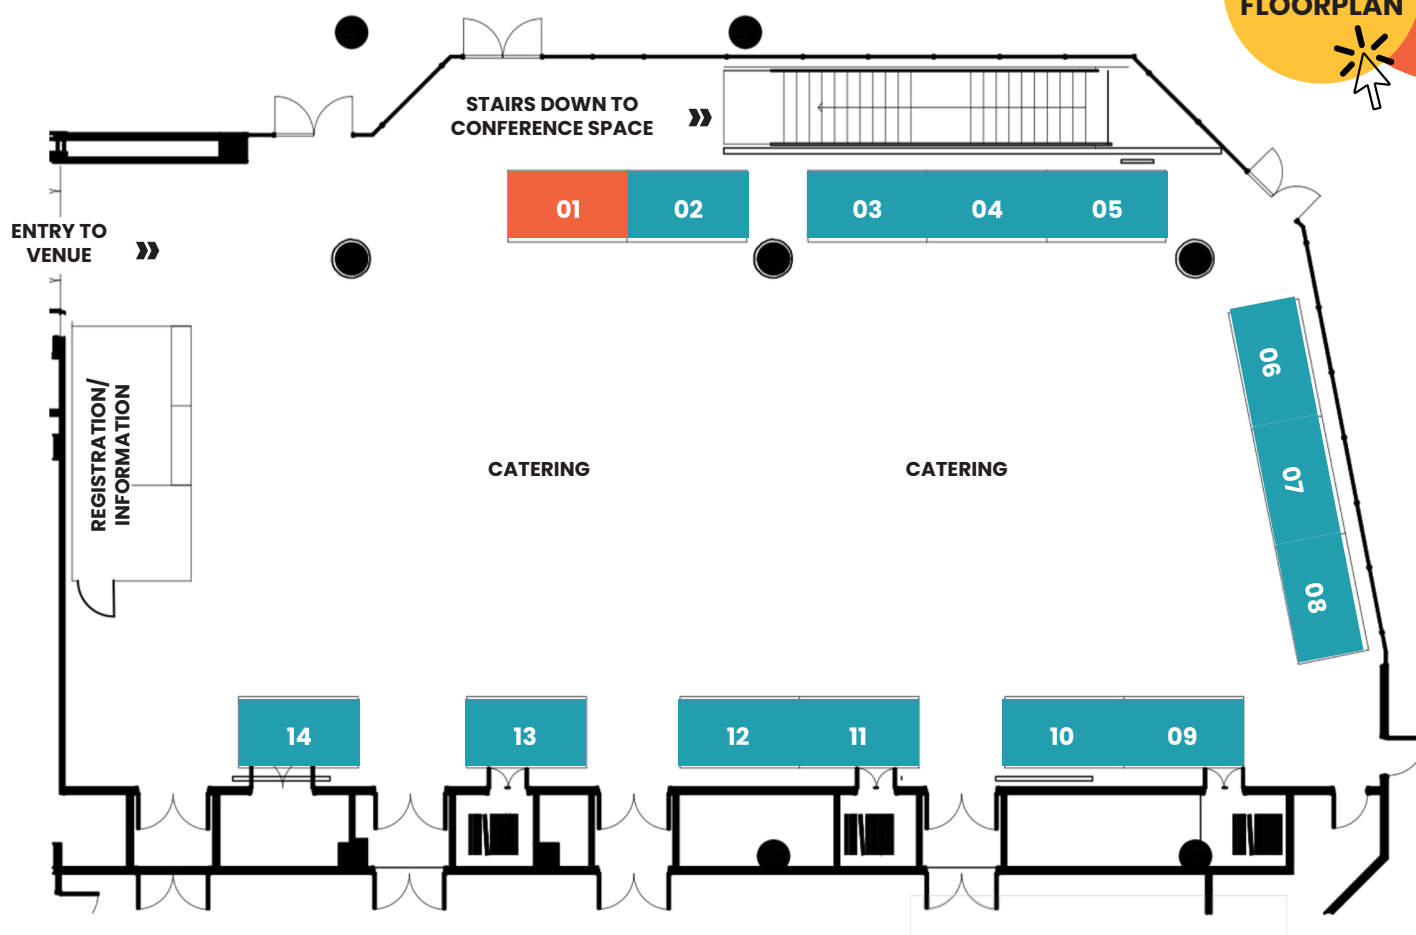 FLOORPLAN
STAIRS DOWN TO
CONFERENCE SPACE
01
02
03
04
05
ENTRY TO
VENUE
06
REGISTRATION/
INFORMATION
CATERING
CATERING
07
08
14
13
12
11
10
09